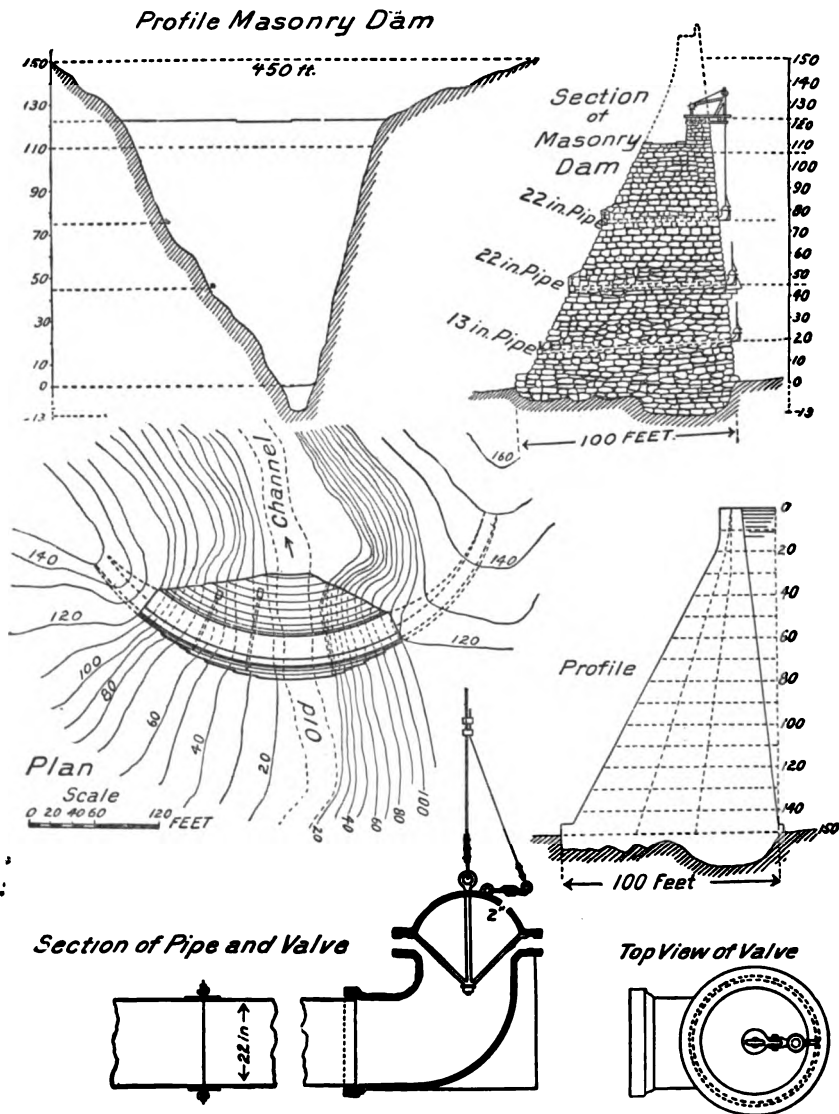 Profile Masonry Dam
450 ft.
150
130
110
90
70
50
30
10
0
-13
Section
of
Masonry
Dam
22 in. Pipe
22 in. Pipe
13 in. Pipe
150
140
130
120
110
100
90
80
70
60
50
40
30
20
10
0
-13
100 FEET
Channel
160
140
140
120
120
100
80
60
40
20
Old
20
40
60
80
100
Plan
Scale
0 20 40 60 120
FEET
Profile
0
20
40
60
80
100
120
140
150
100 Feet
Section of Pipe and Valve
2"
22 in
Top View of Valve